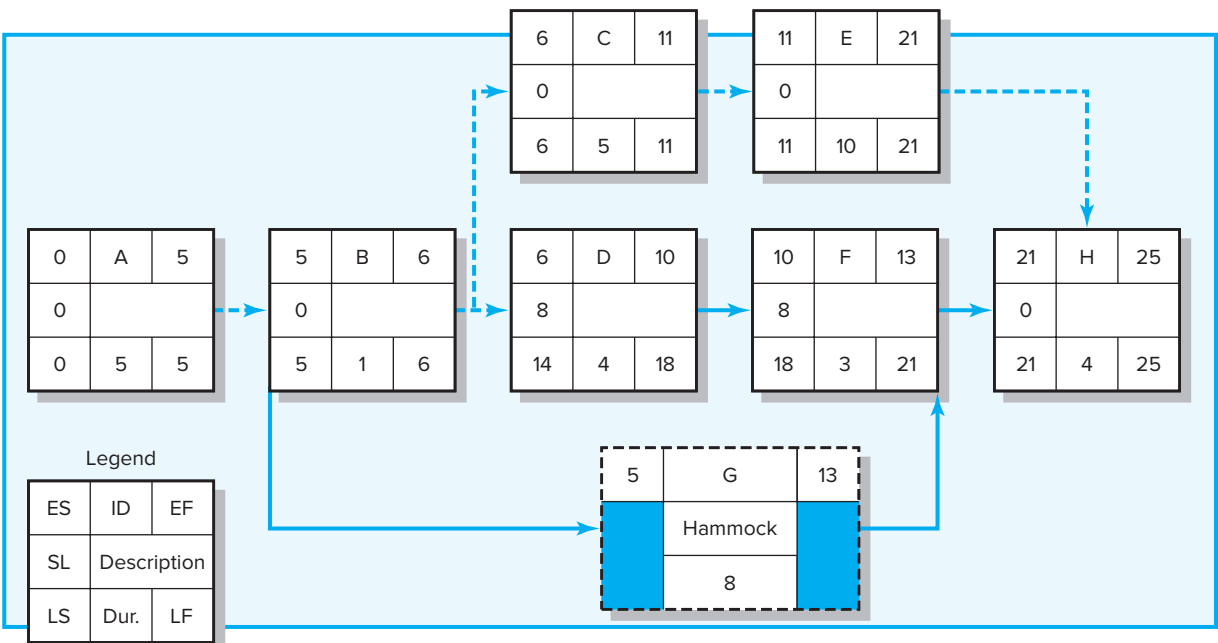 6 C 11
0
6 5 11
11 E 21
0
11 10 21
0 A 5
0
0 5 5
5 B 6
0
5 1 6
6 D 10
8
14 4 18
10 F 13
8
18 3 21
21 H 25
0
21 4 25
5 G 13
Hammock
8
Legend
ES ID EF
SL Description
LS Dur. LF